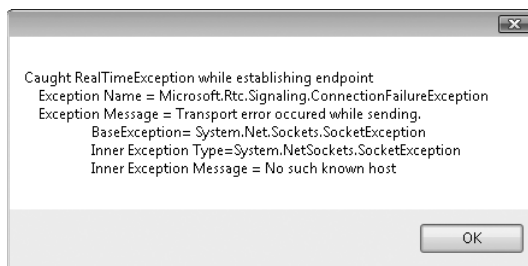 Caught RealTimeException while establishing endpoint
Exception Name = Microsoft.Rtc.Signaling.ConnectionFailureException
Exception Message = Transport error occured while sending.
BaseException= System.Net.Sockets.SocketException
Inner Exception Type=System.NetSockets.SocketException
Inner Exception Message = No such known host
OK